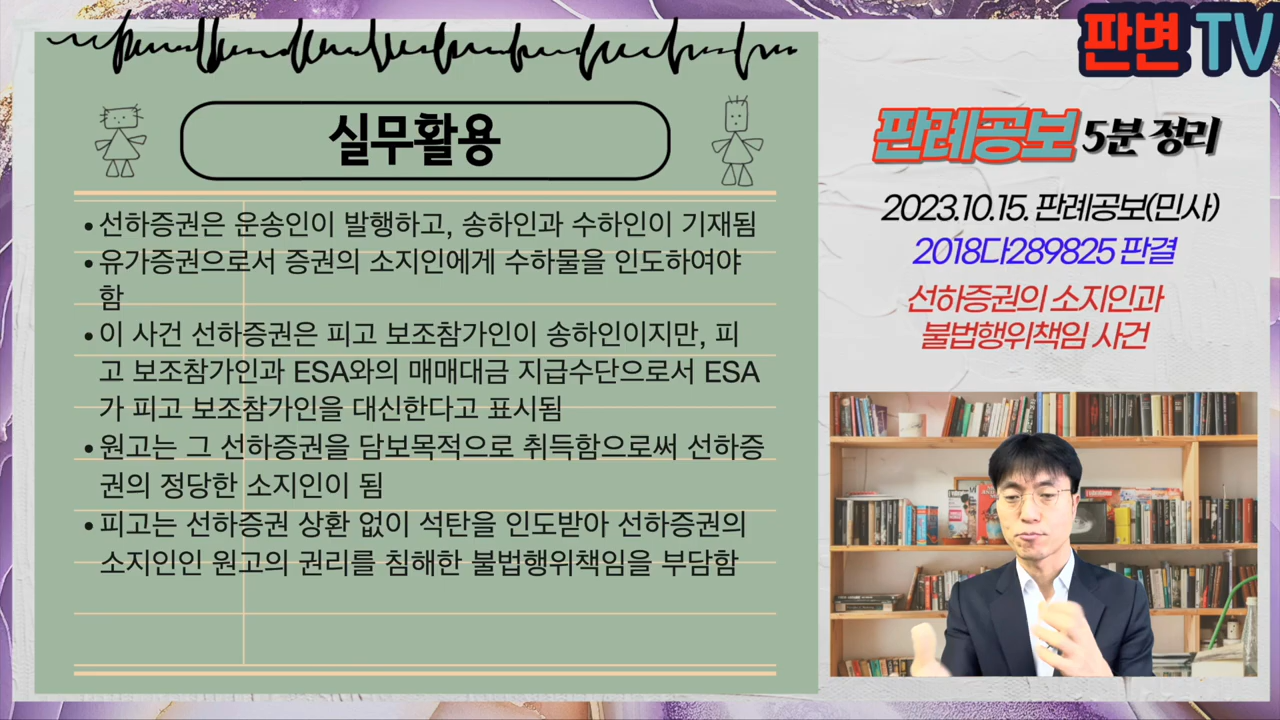 판변 TV
실무활용
• 선하증권은 운송인이 발행하고, 송하인과 수하인이 기재됨
• 유가증권으로서 증권의 소지인에게 수하물을 인도하여야
함
• 이 사건 선하증권은 피고 보조참가인이 송하인이지만, 피
고 보조참가인과 ESA와의 매매대금 지급수단으로서 ESA
가 피고 보조참가인을 대신한다고 표시됨
• 원고는 그 선하증권을 담보목적으로 취득함으로써 선하증
권의 정당한 소지인이 됨
• 피고는 선하증권 상환 없이 석탄을 인도받아 선하증권의
소지인인 원고의 권리를 침해한 불법행위책임을 부담함
판례공보 5분 정리
2023.10.15. 판례공보(민사)
2018다289825 판결
선하증권의 소지인과
불법행위책임 사건